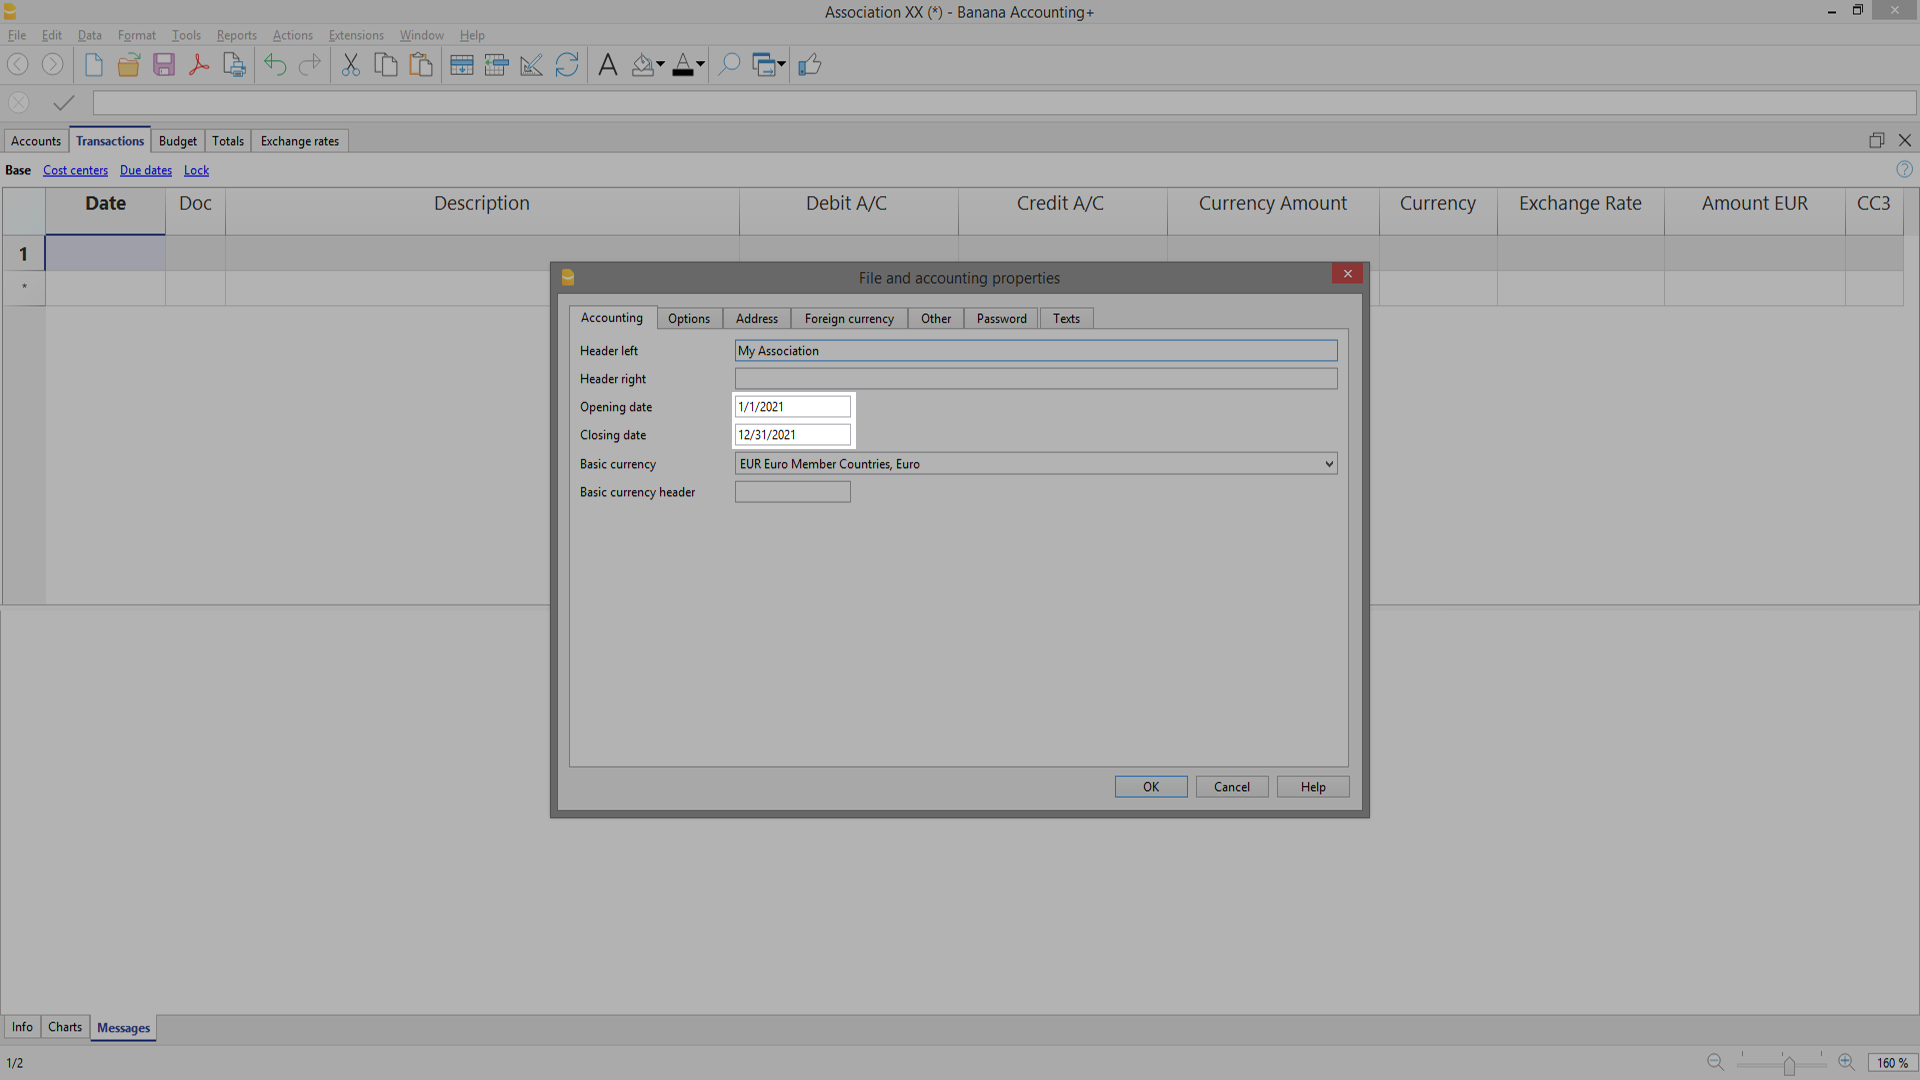 Association XX (*) - Banana Accounting+
File Edit Data Format Tools Reports Actions Extensions Window Help
Accounts Transactions Budget Totals Exchange rates
Base Cost centers Due dates Lock
Date Doc Description Debit A/C Credit A/C Currency Amount Currency Exchange Rate Amount EUR CC3
1
*
File and accounting properties
Accounting Options Address Foreign currency Other Password Texts
Header left My Association
Header right
Opening date 1/1/2021
Closing date 12/31/2021
Basic currency EUR Euro Member Countries, Euro
Basic currency header
OK Cancel Help
Info Charts Messages
1/2 160 %